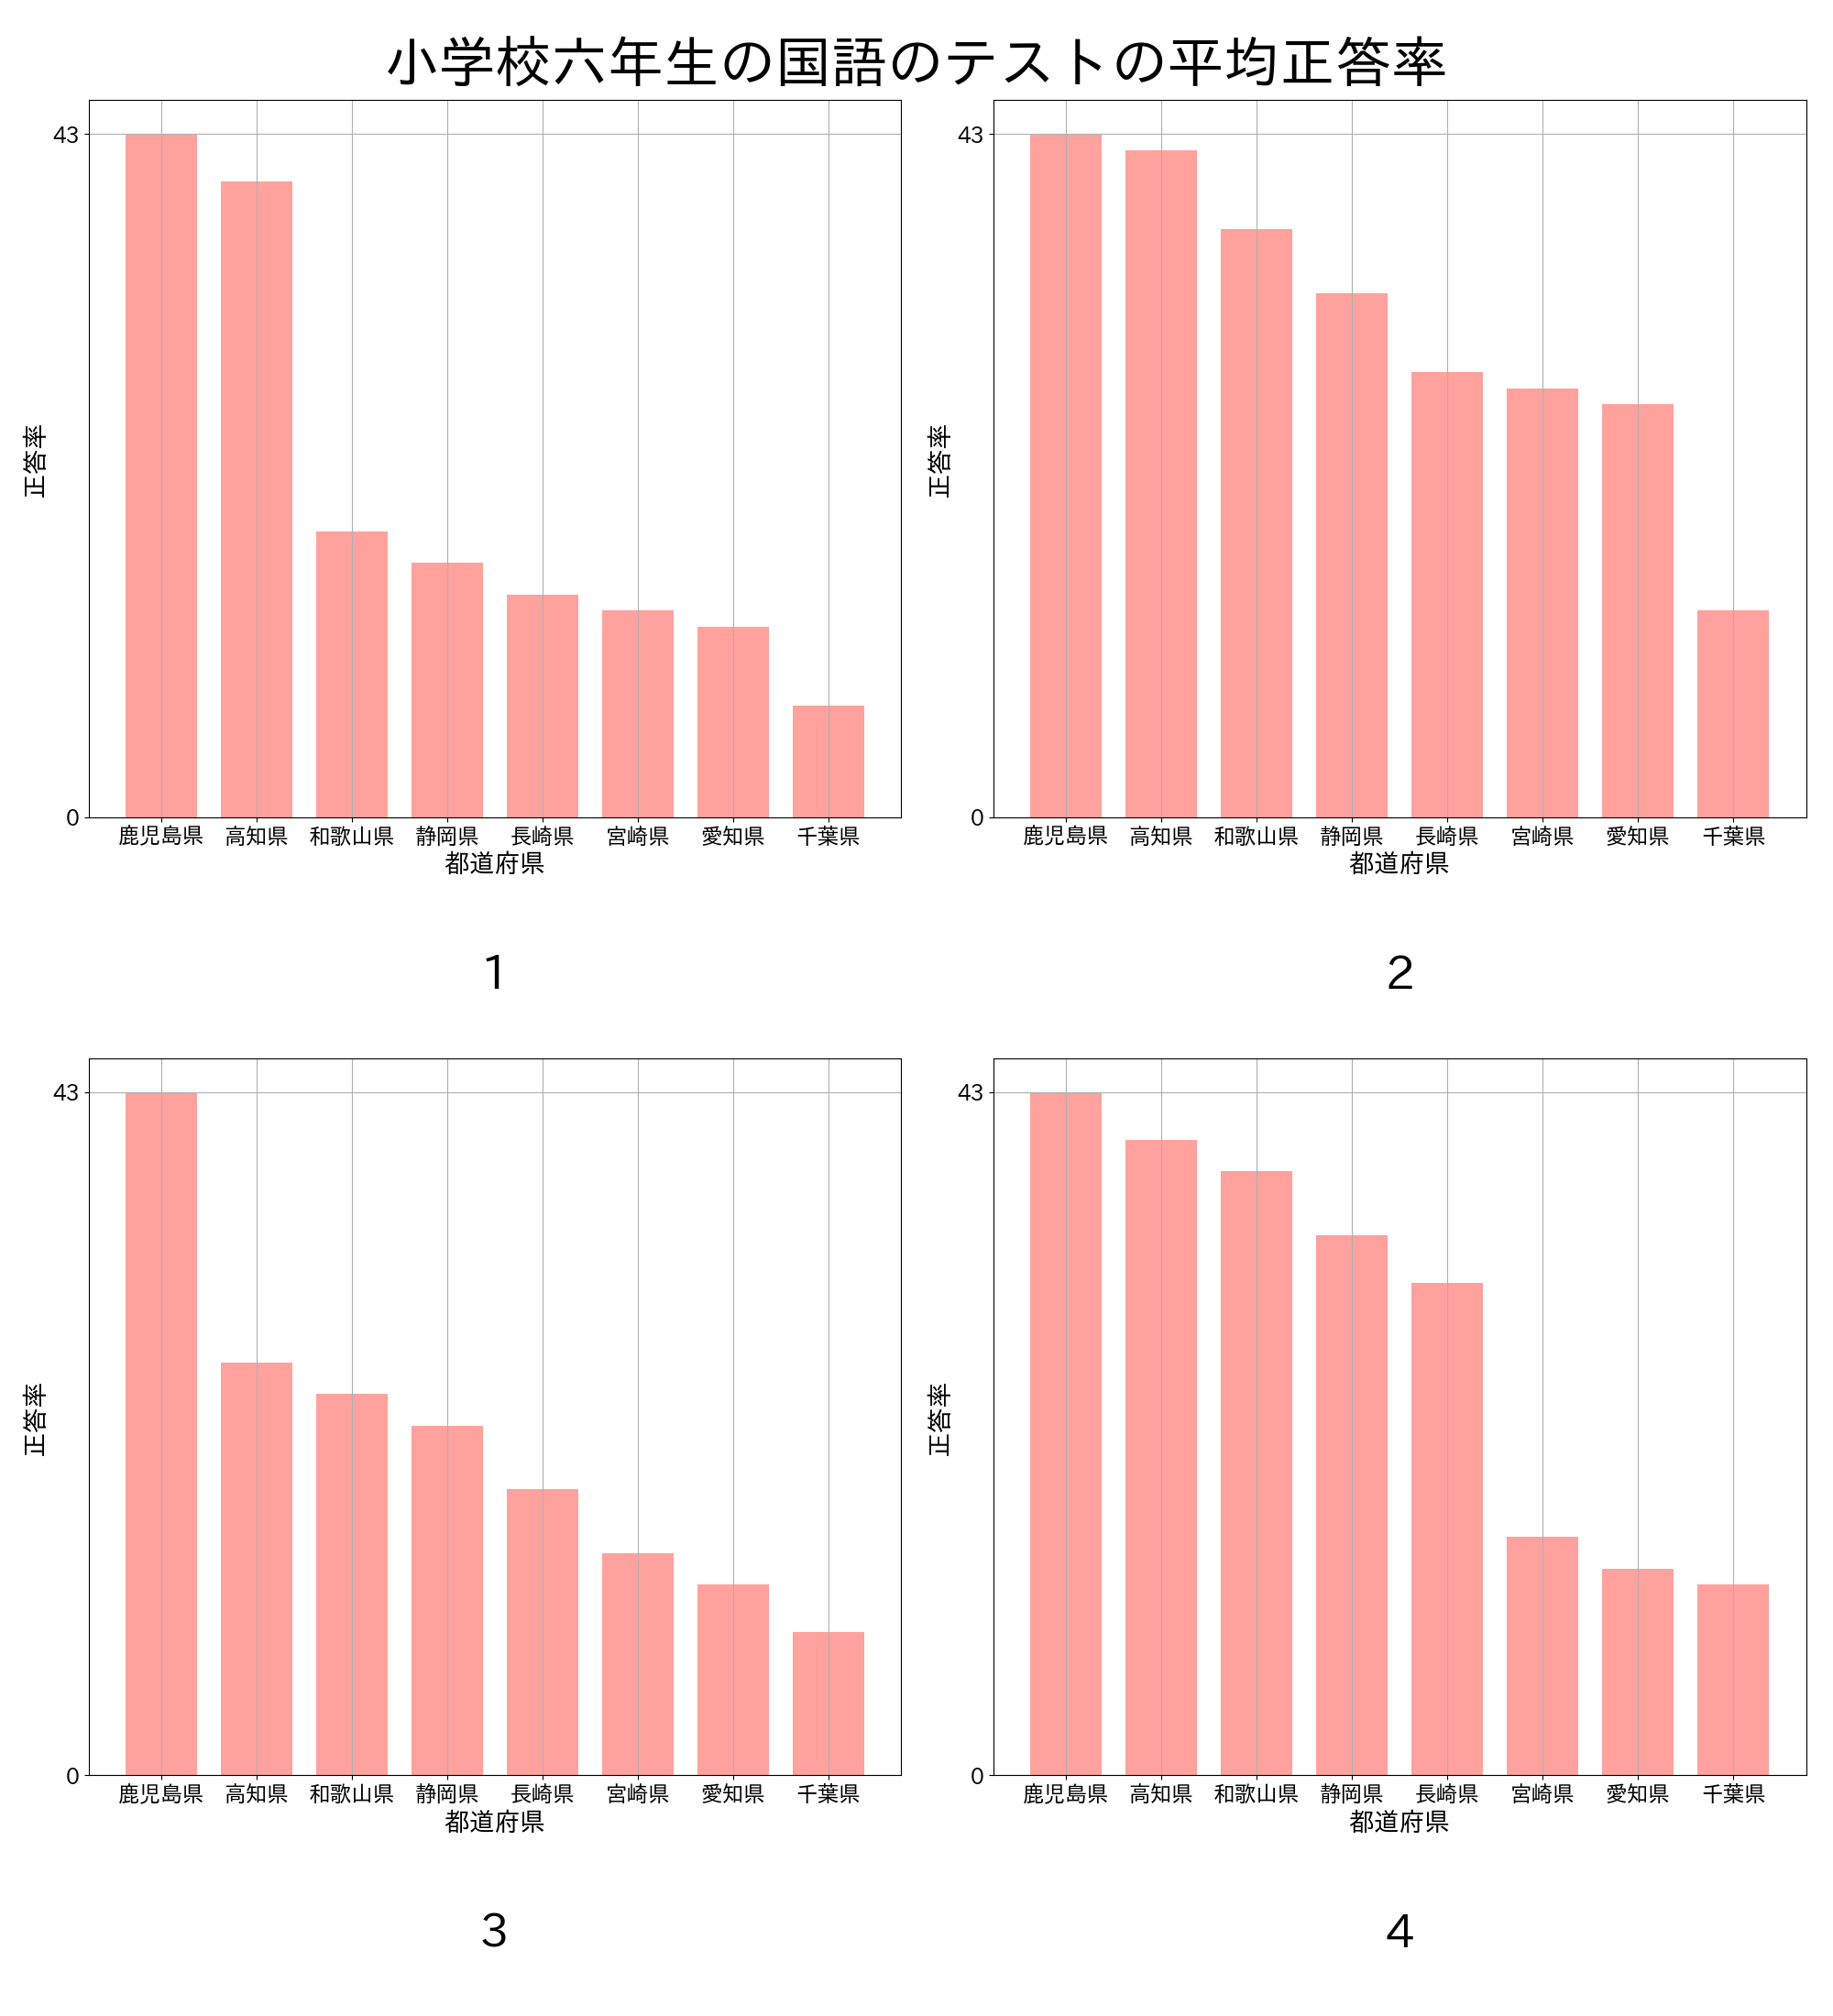 小学校六年生の国語のテストの平均正答率
43
0
正答率
鹿児島県 高知県 和歌山県 静岡県 長崎県 宮崎県 愛知県 千葉県
都道府県
1
43
0
正答率
鹿児島県 高知県 和歌山県 静岡県 長崎県 宮崎県 愛知県 千葉県
都道府県
2
43
0
正答率
鹿児島県 高知県 和歌山県 静岡県 長崎県 宮崎県 愛知県 千葉県
都道府県
3
43
0
正答率
鹿児島県 高知県 和歌山県 静岡県 長崎県 宮崎県 愛知県 千葉県
都道府県
4